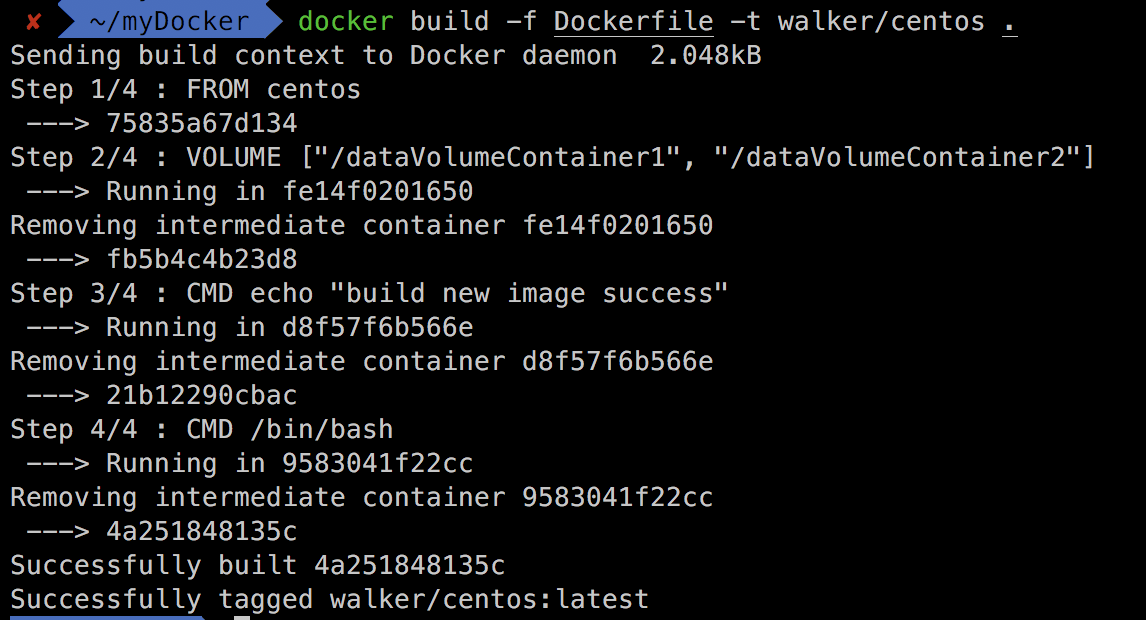 ✘ ~/myDocker docker build -f Dockerfile -t walker/centos .
Sending build context to Docker daemon  2.048kB
Step 1/4 : FROM centos
 ---> 75835a67d134
Step 2/4 : VOLUME ["/dataVolumeContainer1", "/dataVolumeContainer2"]
 ---> Running in fe14f0201650
Removing intermediate container fe14f0201650
 ---> fb5b4c4b23d8
Step 3/4 : CMD echo "build new image success"
 ---> Running in d8f57f6b566e
Removing intermediate container d8f57f6b566e
 ---> 21b12290cbac
Step 4/4 : CMD /bin/bash
 ---> Running in 9583041f22cc
Removing intermediate container 9583041f22cc
 ---> 4a251848135c
Successfully built 4a251848135c
Successfully tagged walker/centos:latest